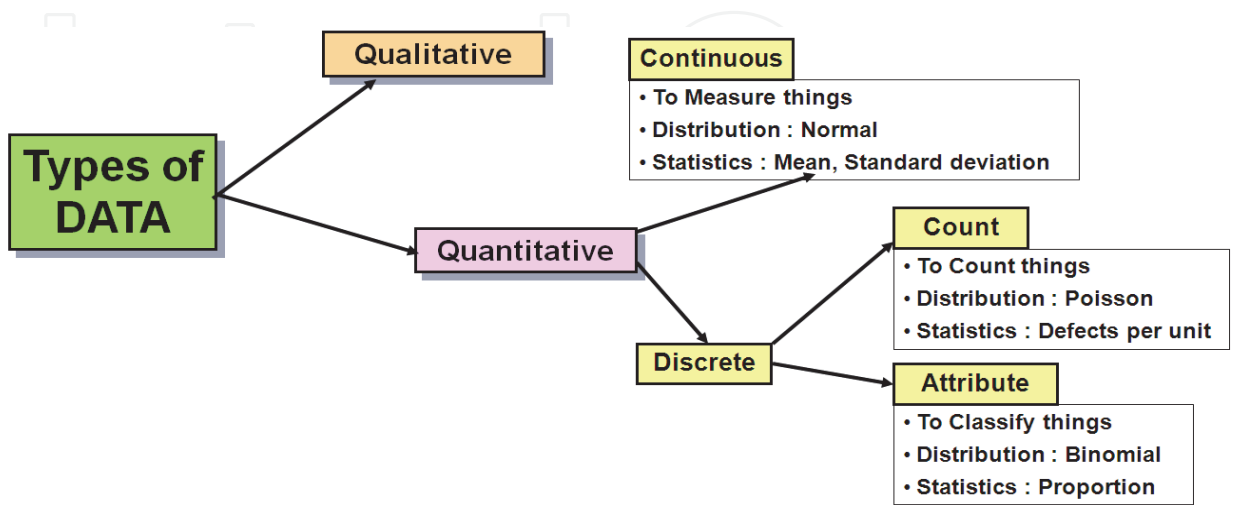 Types of
DATA
Qualitative
Quantitative
Continuous
• To Measure things
• Distribution : Normal
• Statistics : Mean, Standard deviation
Discrete
Count
• To Count things
• Distribution : Poisson
• Statistics : Defects per unit
Attribute
• To Classify things
• Distribution : Binomial
• Statistics : Proportion